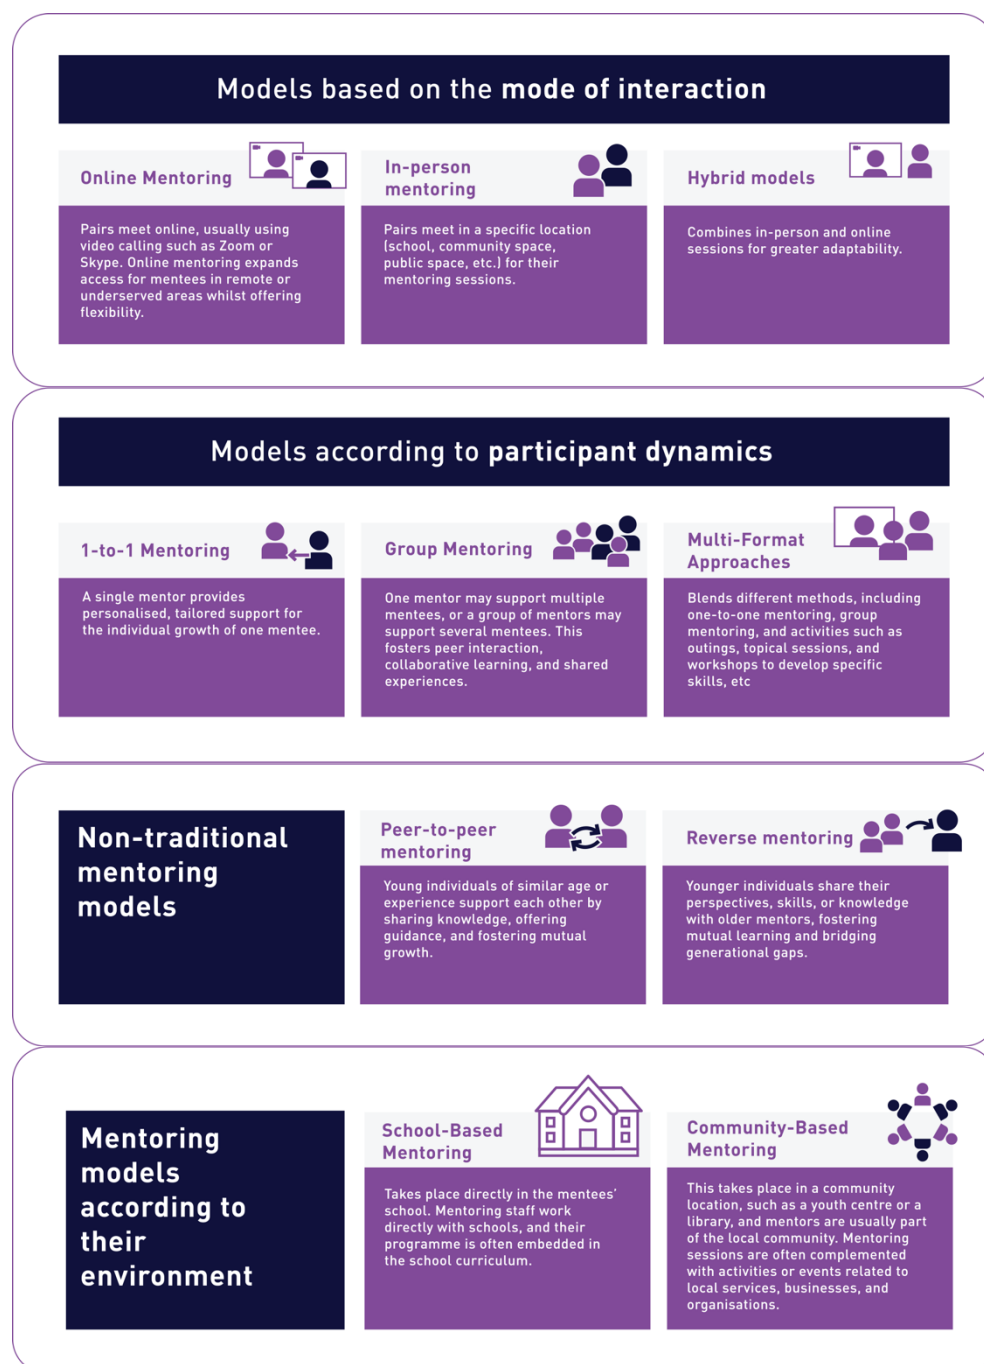 Models based on the mode of interaction
Online Mentoring
Pairs meet online, usually using
video calling such as Zoom or
Skype. Online mentoring expands
access for mentees in remote or
underserved areas whilst offering
flexibility.
In-person
mentoring
Pairs meet in a specific location
(school, community space,
public space, etc.) for their
mentoring sessions.
Hybrid models
Combines in-person and online
sessions for greater adaptability.
Models according to participant dynamics
1-to-1 Mentoring
A single mentor provides
personalised, tailored support for
the individual growth of one mentee.
Group Mentoring
One mentor may support multiple
mentees, or a group of mentors may
support several mentees. This
fosters peer interaction,
collaborative learning, and shared
experiences.
Multi-Format
Approaches
Blends different methods, including
one-to-one mentoring, group
mentoring, and activities such as
outings, topical sessions, and
workshops to develop specific
skills, etc
Non-traditional
mentoring
models
Peer-to-peer
mentoring
Young individuals of similar age or
experience support each other by
sharing knowledge, offering
guidance, and fostering mutual
growth.
Reverse mentoring
Younger individuals share their
perspectives, skills, or knowledge
with older mentors, fostering
mutual learning and bridging
generational gaps.
Mentoring
models
according to
their
environment
School-Based
Mentoring
Takes place directly in the mentees'
school. Mentoring staff work
directly with schools, and their
programme is often embedded in
the school curriculum.
Community-Based
Mentoring
This takes place in a community
location, such as a youth centre or a
library, and mentors are usually part
of the local community. Mentoring
sessions are often complemented
with activities or events related to
local services, businesses, and
organisations.